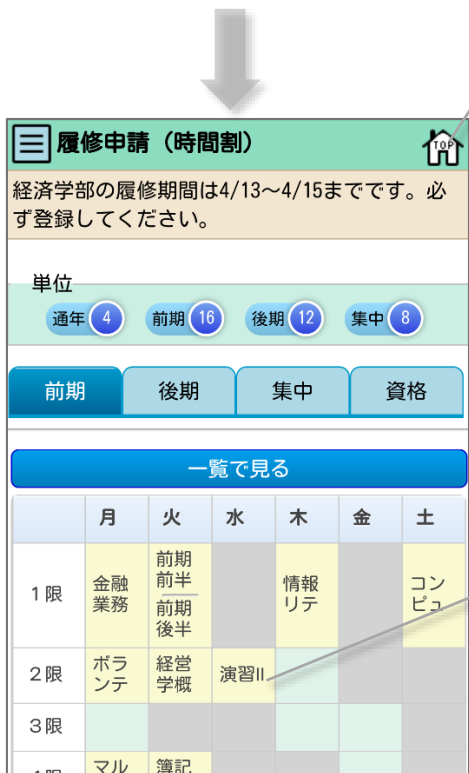 履修申請（時間割）
TOP
経済学部の履修期間は4/13～4/15までです。必
ず登録してください。
単位
通年 4 前期 16 後期 12 集中 8
前期 後期 集中 資格
一覧で見る
月 火 水 木 金 土
1限
金融
業務
前期
前半
前期
後半
情報
リテ
コン
ピュ
2限
ボラ
ンテ
経営
学概
演習II
3限
マル
簿記